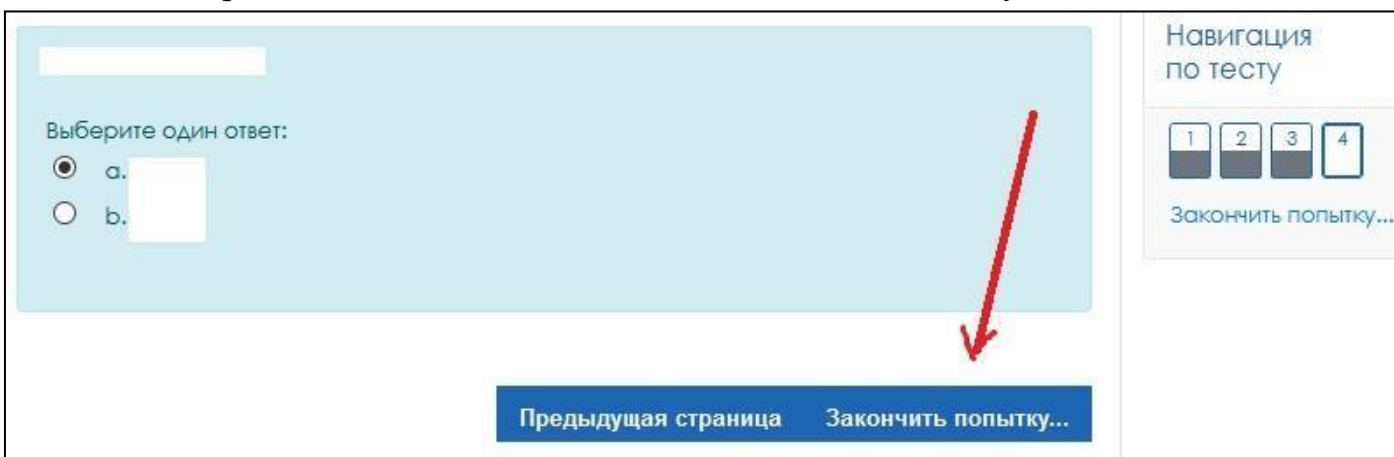 Выберите один ответ:
a.
b.
Предыдущая страница Закончить попытку...
Навигация
по тесту
1 2 3 4
Закончить попытку...